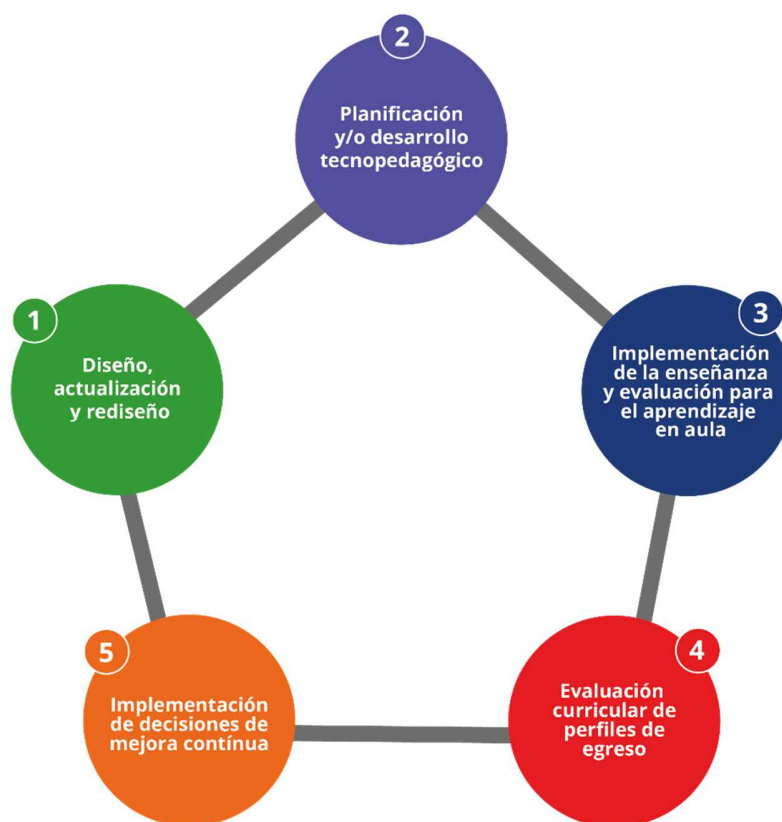 1
Diseño,
actualización
y rediseño
2
Planificación
y/o desarrollo
tecnopedagógico
3
Implementación
de la enseñanza
y evaluación para
el aprendizaje
en aula
4
Evaluación
curricular de
perfiles de
egreso
5
Implementación
de decisiones de
mejora contínua